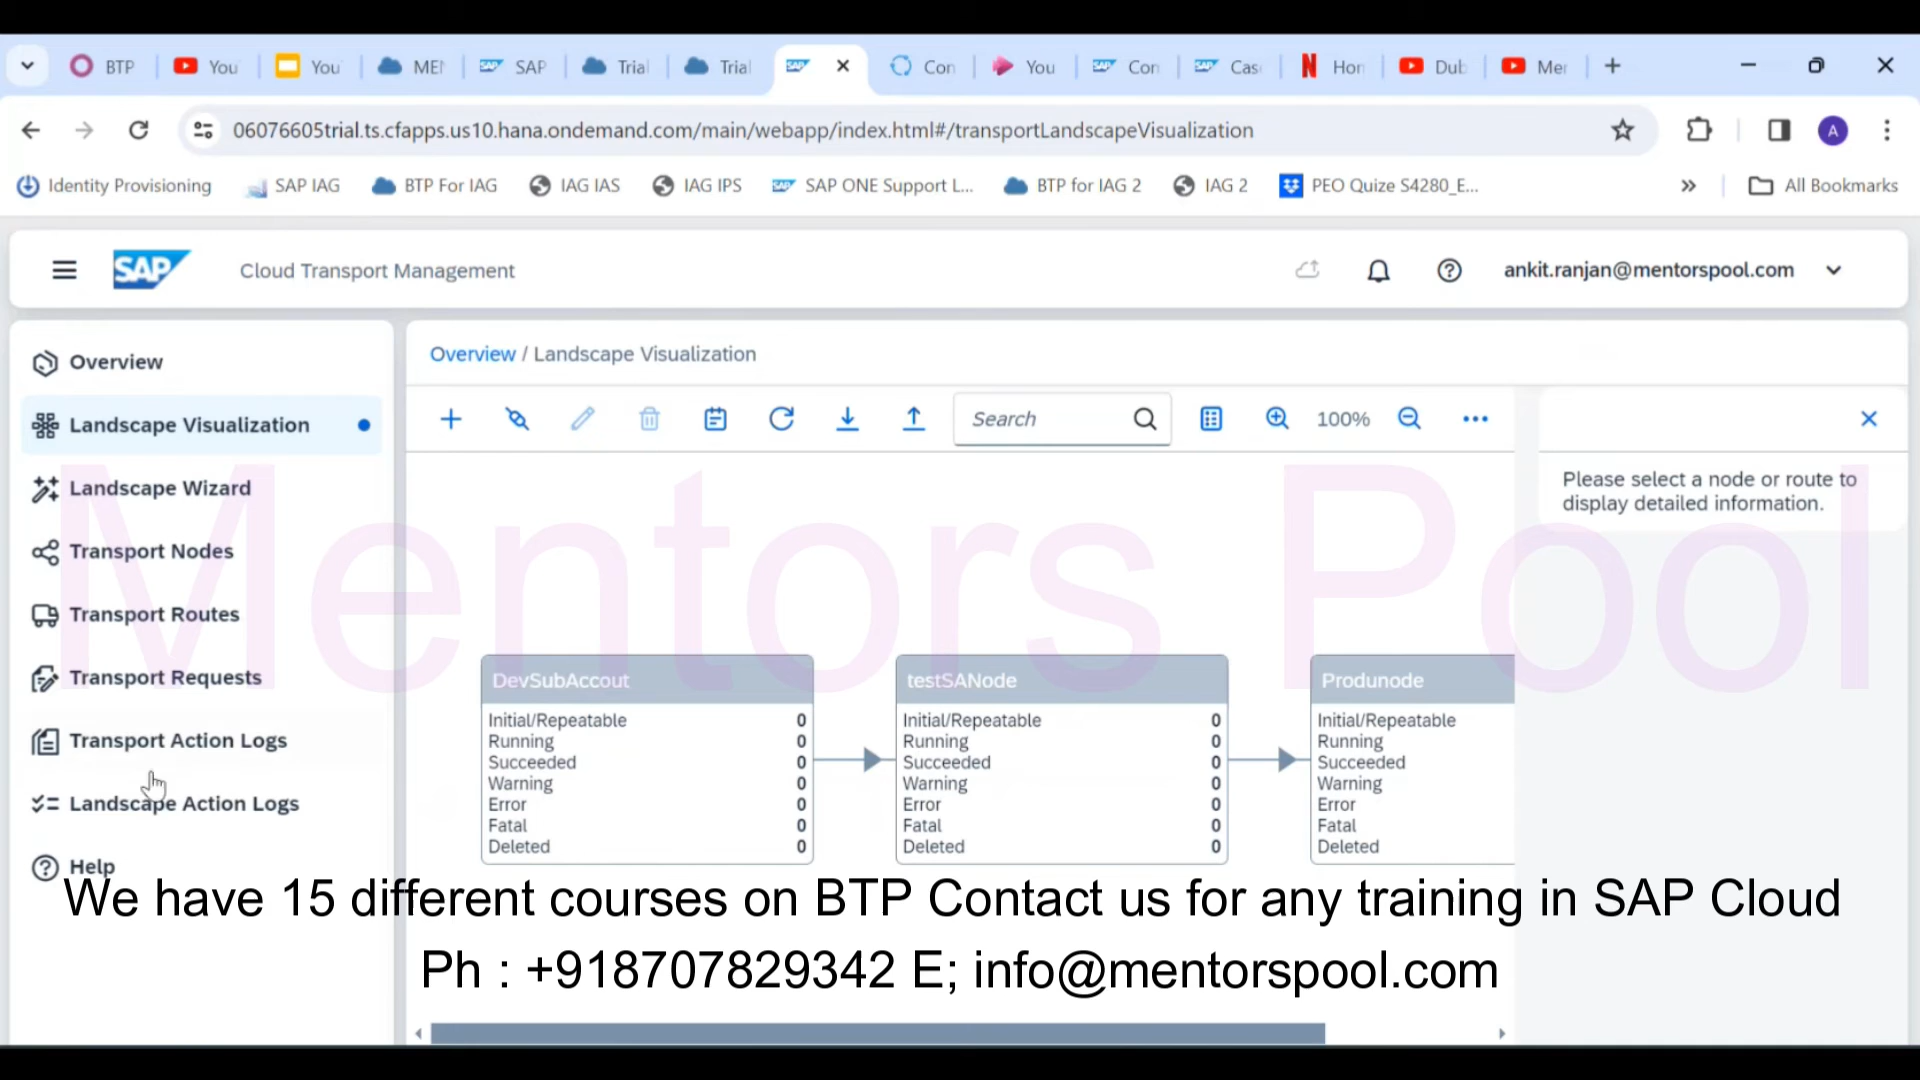 BTP
You
You
MEN
SAP
Trial
Trial
Con
You
Con
Cas
Hor
Dub
Mer
06076605trial.ts.cfapps.us10.hana.ondemand.com/main/webapp/index.html#/transportLandscapeVisualization
A
Identity Provisioning
SAP IAG
BTP For IAG
IAG IAS
IAG IPS
SAP ONE Support L...
BTP for IAG 2
IAG 2
PEO Quize S4280_E...
All Bookmarks
SAP
Cloud Transport Management
ankit.ranjan@mentorspool.com
Overview
Landscape Visualization
Landscape Wizard
Transport Nodes
Transport Routes
Transport Requests
Transport Action Logs
Landscape Action Logs
Help
Overview / Landscape Visualization
Search
100%
Please select a node or route to
display detailed information.
Mentors Pool
DevSubAccout
Initial/Repeatable 0
Running 0
Succeeded 0
Warning 0
Error 0
Fatal 0
Deleted 0
testSANode
Initial/Repeatable 0
Running 0
Succeeded 0
Warning 0
Error 0
Fatal 0
Deleted 0
Produnode
Initial/Repeatable
Running
Succeeded
Warning
Error
Fatal
Deleted
We have 15 different courses on BTP Contact us for any training in SAP Cloud
Ph : +918707829342 E; info@mentorspool.com